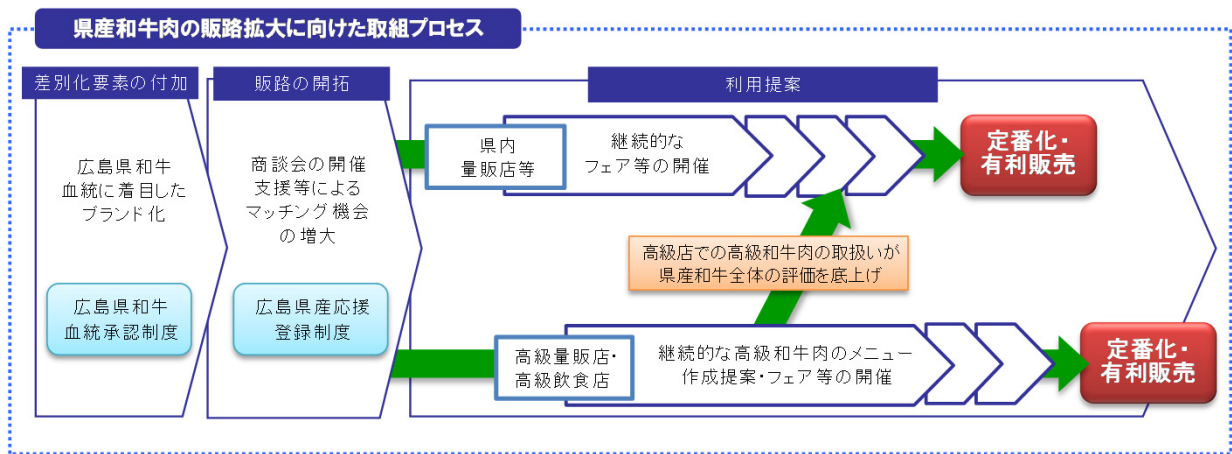 県産和牛肉の販路拡大に向けた取組プロセス
差別化要素の付加
広島県和牛
血統に着目した
ブランド化
広島県和牛
血統承認制度
販路の開拓
商談会の開催
支援等による
マッチング機会
の増大
広島県産応援
登録制度
利用提案
県内
量販店等
継続的な
フェア等の開催
定番化・
有利販売
高級店での高級和牛肉の取扱いが
県産和牛全体の評価を底上げ
高級量販店・
高級飲食店
継続的な高級和牛肉のメニュー
作成提案・フェア等の開催
定番化・
有利販売